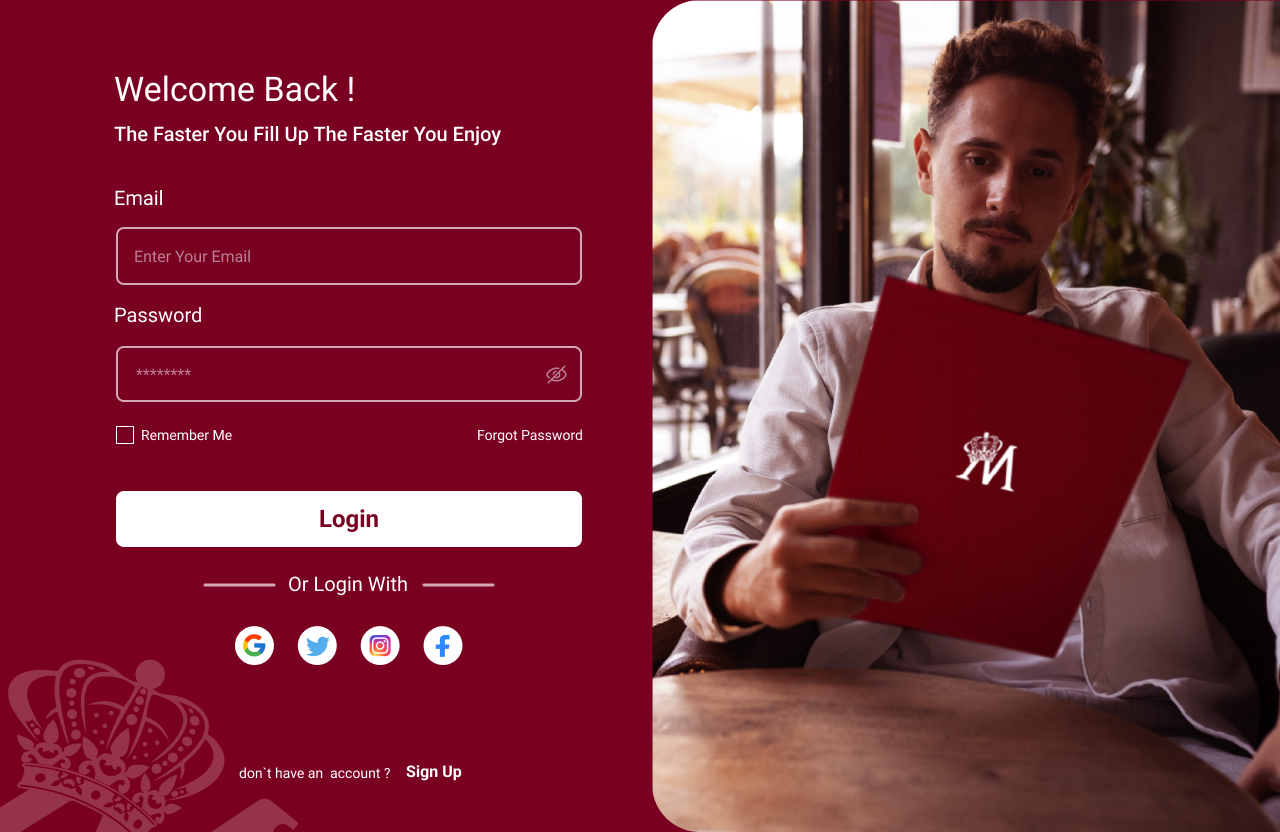 Welcome Back !
The Faster You Fill Up The Faster You Enjoy
Email
Enter Your Email
Password
********
Remember Me
Forgot Password
Login
Or Login With
don`t have an account ?
Sign Up
M